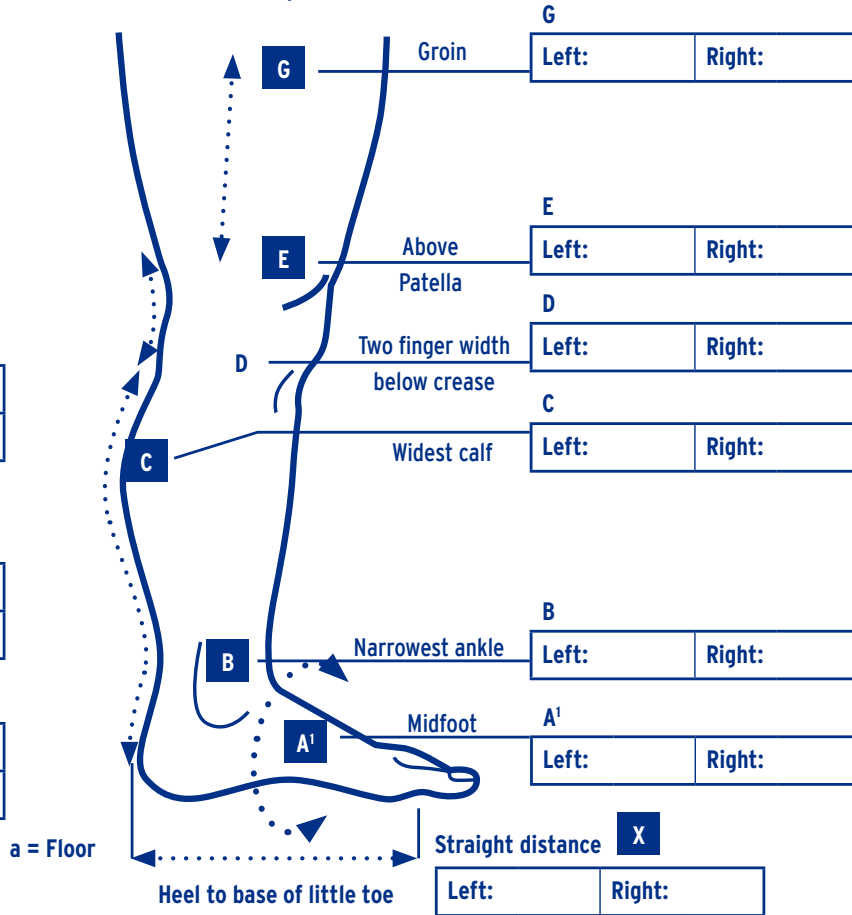 G
G
Groin
Left:
Right:
E
E
Above
Patella
Left:
Right:
D
D
Two finger width
below crease
Left:
Right:
C
C
Widest calf
Left:
Right:
B
B
Narrowest ankle
Left:
Right:
A¹
A¹
Midfoot
Left:
Right:
a = Floor
Straight distance X
Heel to base of little toe
Left:
Right: